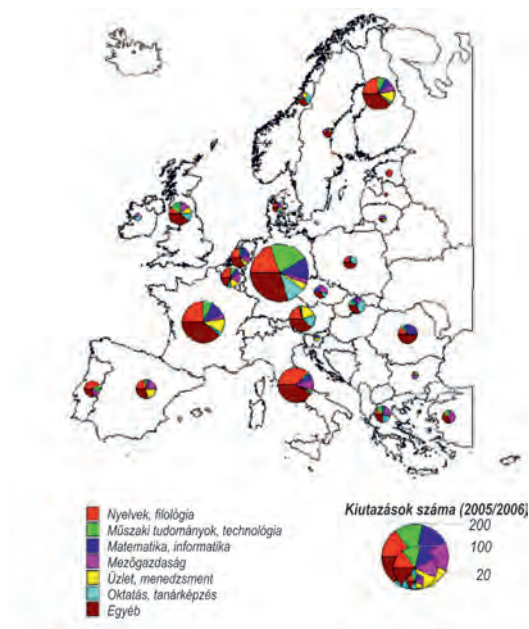 Nyelvek, filológia
Műszaki tudományok, technológia
Matematika, informatika
Mezőgazdaság
Üzlet, menedzsment
Oktatás, tanárképzés
Egyéb
Kiutazások száma (2005/2006)
200
100
20